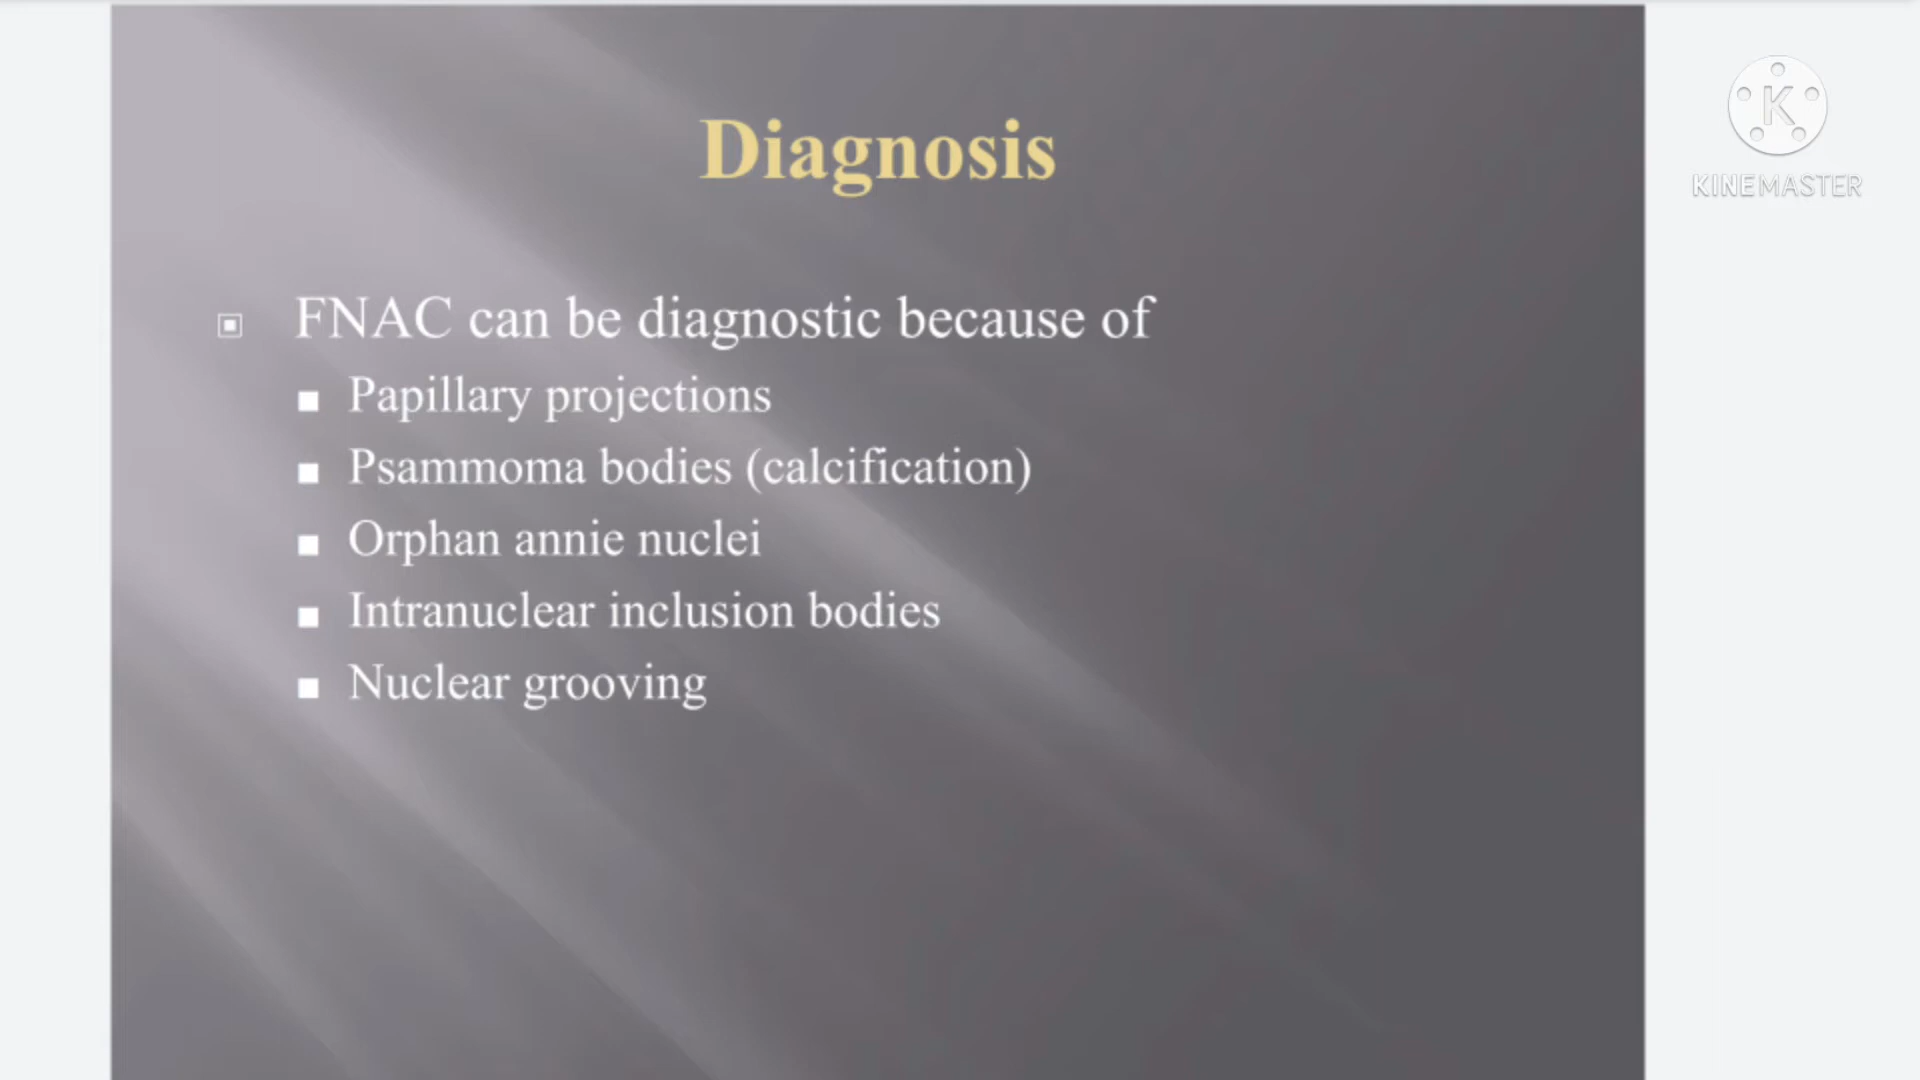 Diagnosis
FNAC can be diagnostic because of
Papillary projections
Psammoma bodies (calcification)
Orphan annie nuclei
Intranuclear inclusion bodies
Nuclear grooving
K
KINEMASTER